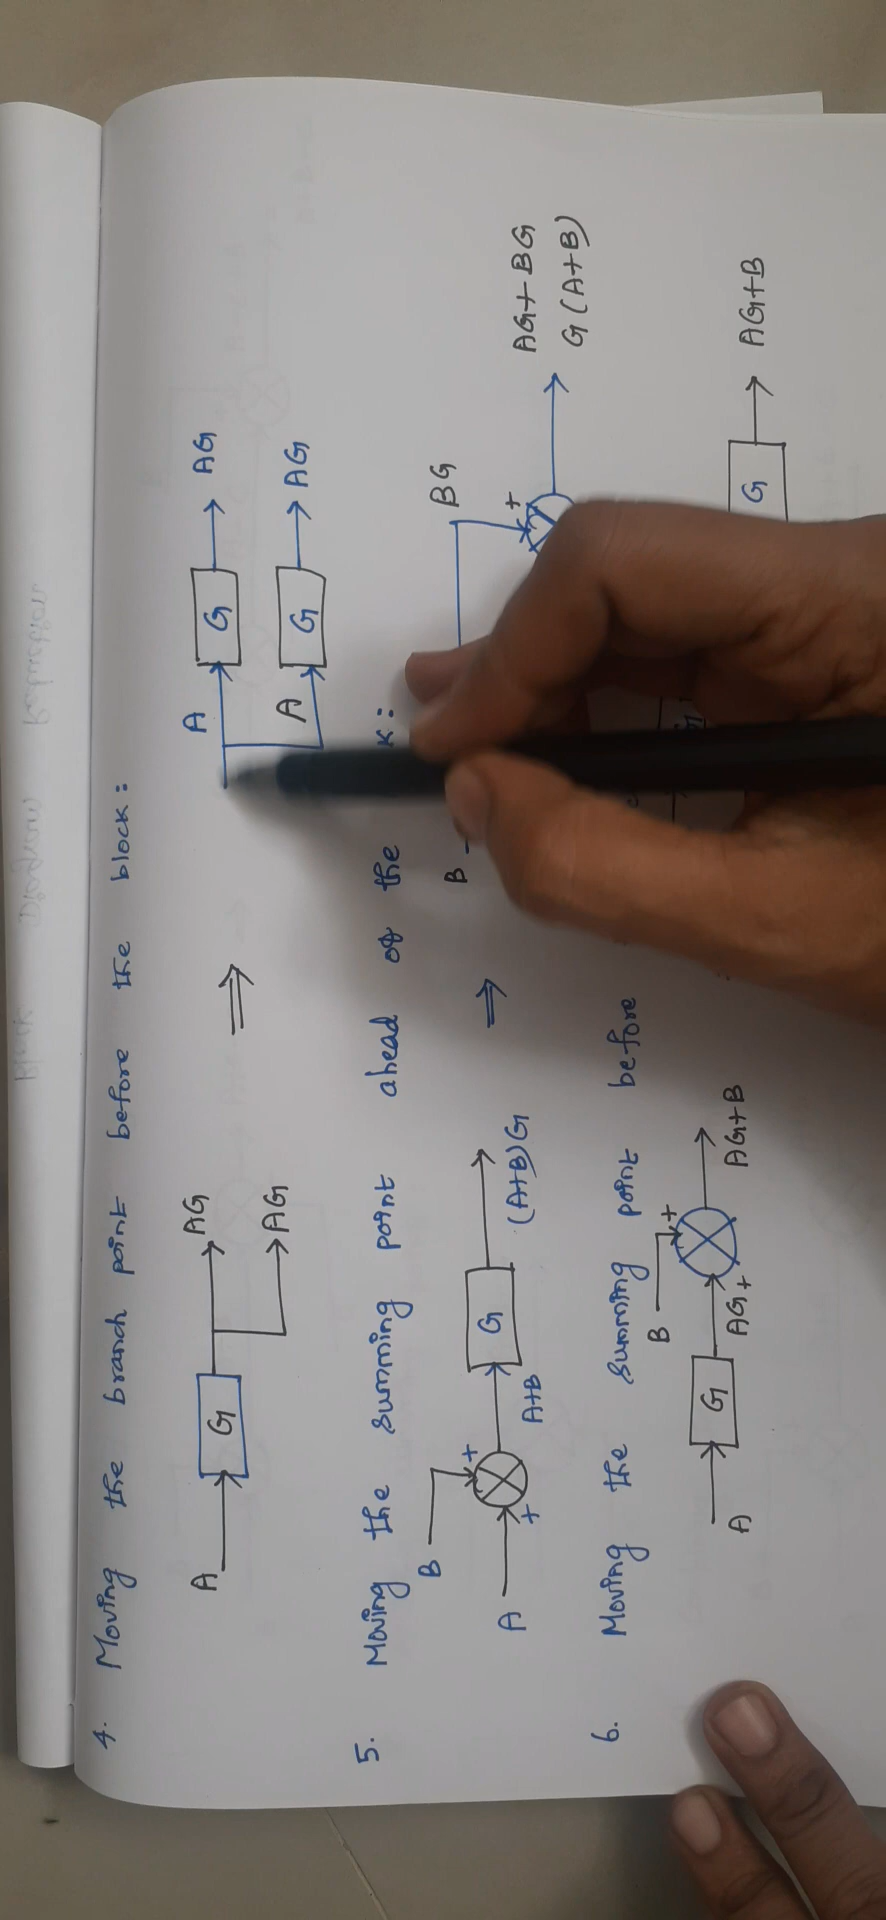 4. Moving the branch point before the block:
A G AG AG ⇒ A G AG A G AG
5. Moving the summing point ahead of the k:
B + A + A+B G (A+B)G ⇒ B BG + AG+BG G(A+B)
6. Moving the summing point before
A G AG + B + AG+B G AG+B